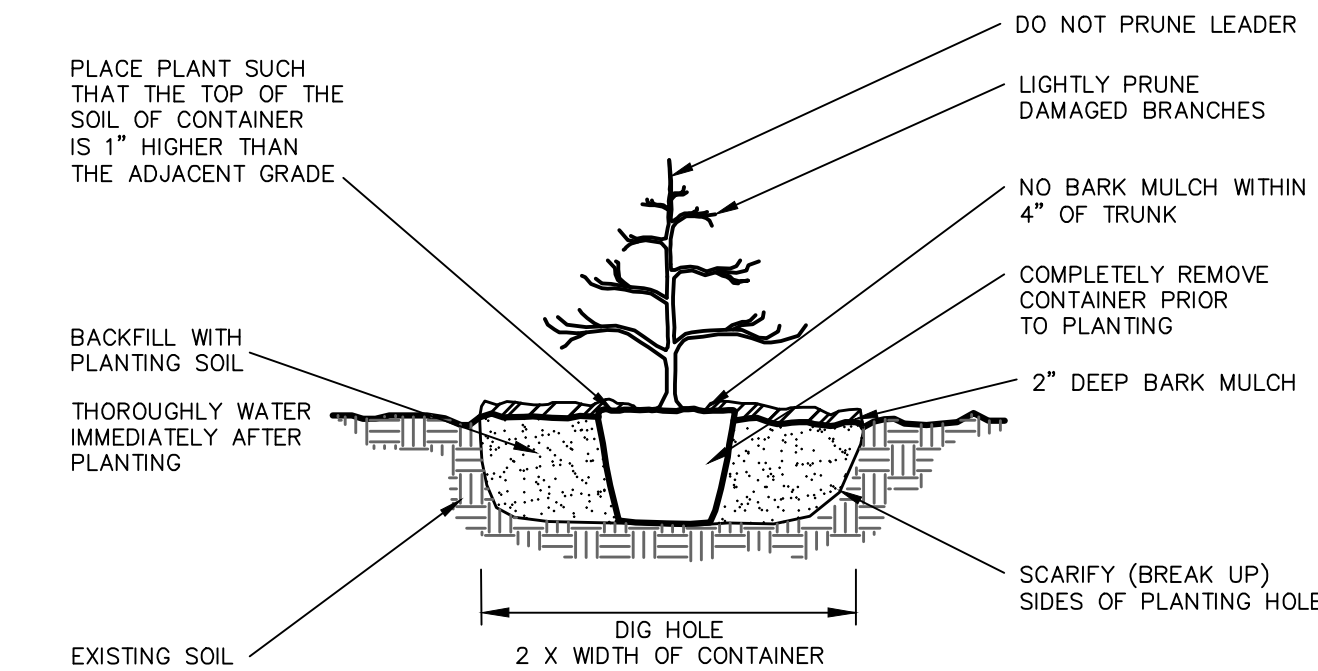 PLACE PLANT SUCH
THAT THE TOP OF THE
SOIL OF CONTAINER
IS 1” HIGHER THAN
THE ADJACENT GRADE
BACKFILL WITH
PLANTING SOIL
THOROUGHLY WATER
IMMEDIATELY AFTER
PLANTING
EXISTING SOIL
DO NOT PRUNE LEADER
LIGHTLY PRUNE
DAMAGED BRANCHES
NO BARK MULCH WITHIN
4” OF TRUNK
COMPLETELY REMOVE
CONTAINER PRIOR
TO PLANTING
2” DEEP BARK MULCH
SCARIFY (BREAK UP)
SIDES OF PLANTING HOLE
DIG HOLE
2 X WIDTH OF CONTAINER